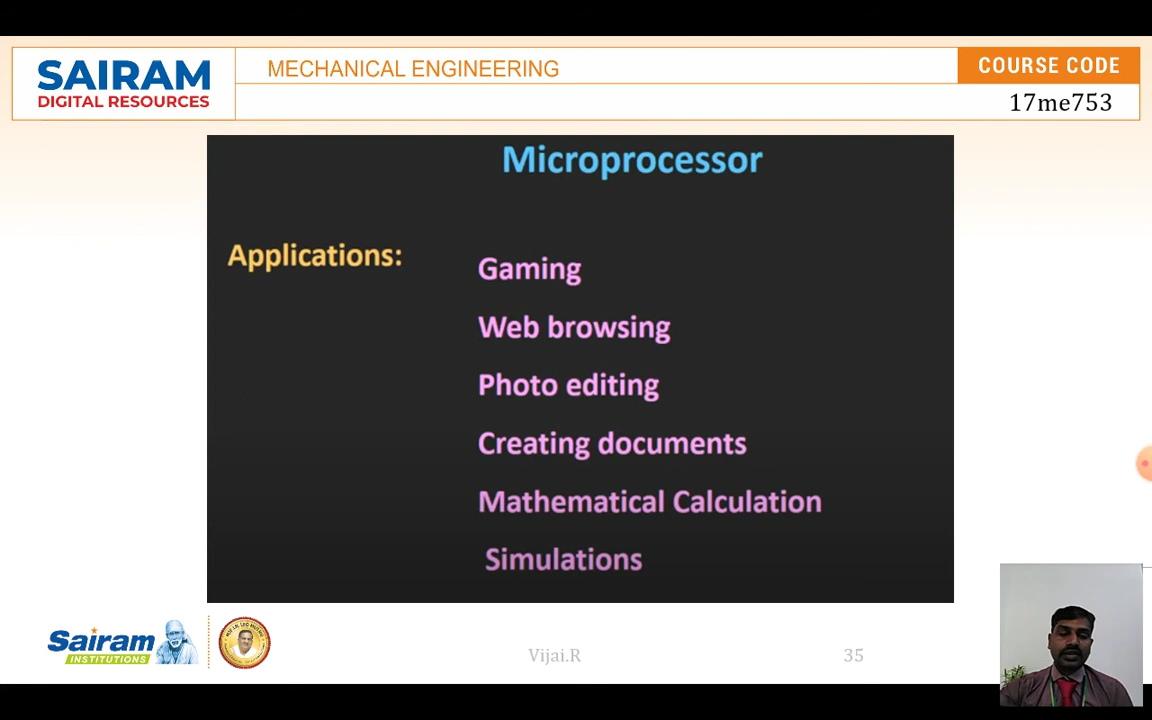 SAIRAM
DIGITAL RESOURCES
MECHANICAL ENGINEERING
COURSE CODE
17me753
Microprocessor
Applications:
Gaming
Web browsing
Photo editing
Creating documents
Mathematical Calculation
Simulations
Sairam
INSTITUTIONS
Vijai.R
35